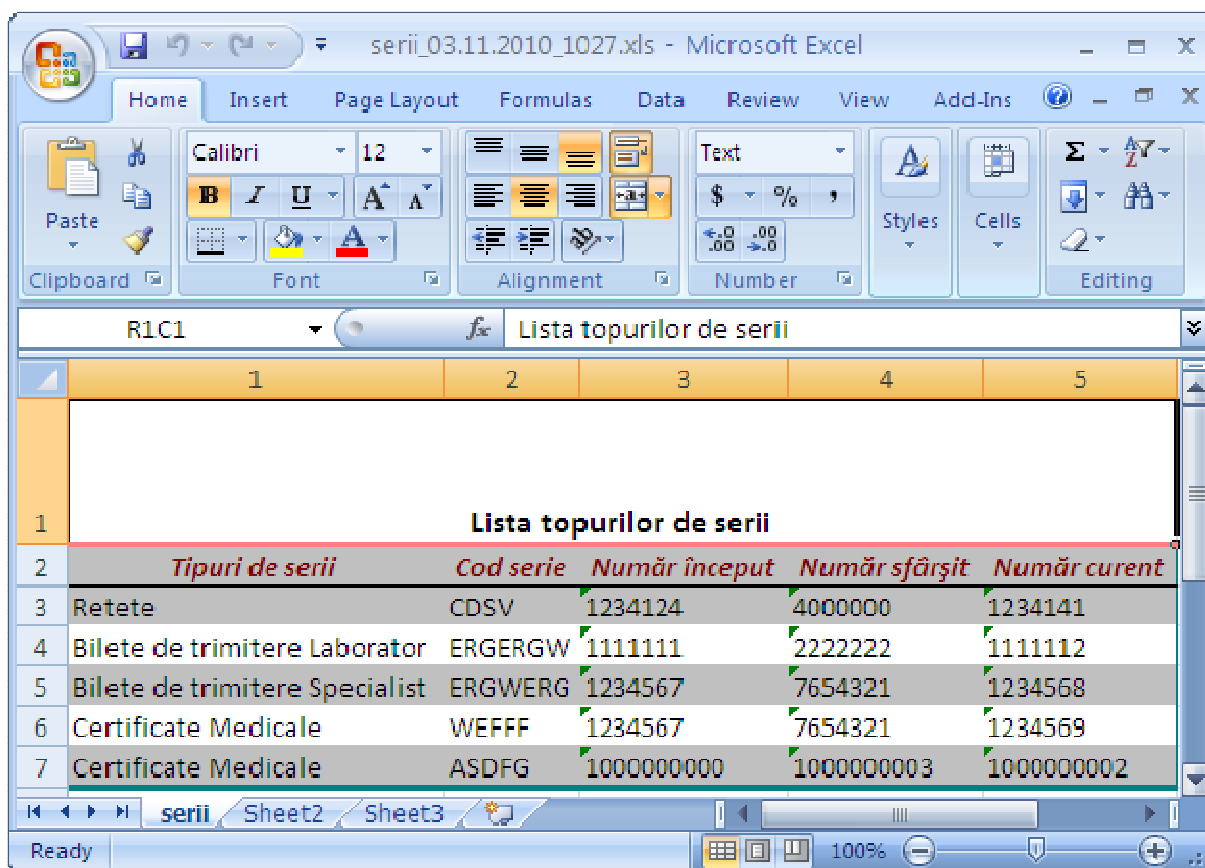 serii_03.11.2010_1027.xls - Microsoft Excel
Home Insert Page Layout Formulas Data Review View Add-Ins
Paste
Clipboard
Calibri 12
B I U A A
A
Font
Alignment
Text
$ % ,
.0 .00 .00 .0
Number
A
Styles
Cells
Σ A Z
Editing
R1C1 fx Lista topurilor de serii
1 2 3 4 5
1 Lista topurilor de serii
2 Tipuri de serii Cod serie Număr început Număr sfârşit Număr curent
3 Retete CDSV 1234124 4000000 1234141
4 Bilete de trimitere Laborator ERGERGW 1111111 2222222 1111112
5 Bilete de trimitere Specialist ERGWERG 1234567 7654321 1234568
6 Certificate Medicale WEFFF 1234567 7654321 1234569
7 Certificate Medicale ASDFG 1000000000 1000000003 1000000002
serii Sheet2 Sheet3
Ready 100%